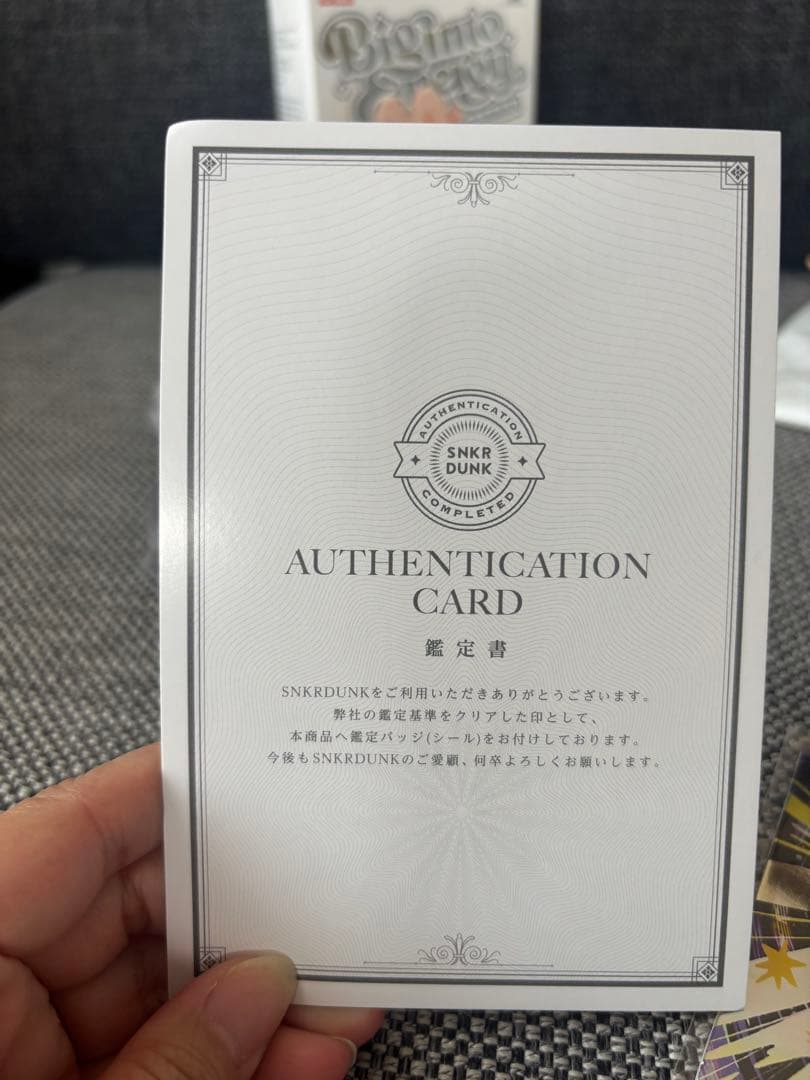 Big into
AUTHENTICATION
SNKR
DUNK
COMPLETED
AUTHENTICATION
CARD
鑑定書
SNKRDUNKをご利用いただきありがとうございます。
弊社の鑑定基準をクリアした印として、
本商品へ鑑定バッジ(シール)をお付けしております。
今後もSNKRDUNKのご愛顧、何卒よろしくお願いします。